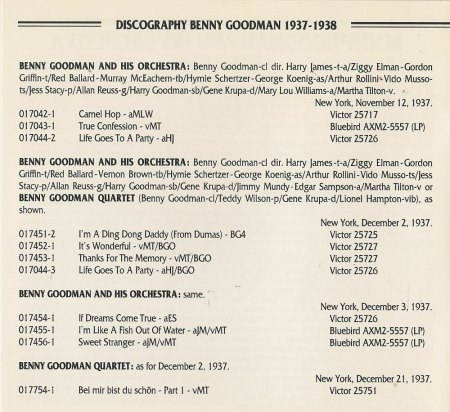 DISCOGRAPHY BENNY GOODMAN 1937-1938
BENNY GOODMAN AND HIS ORCHESTRA: Benny Goodman-cl dir. Harry James-t-a/Ziggy Elman-Gordon
Griffin-t/Red Ballard-Murray McEachern-tb/Hymie Schertzer-George Koenig-as/Arthur Rollini-Vido Musso-
ts/Jess Stacy-p/Allan Reuss-g/Harry Goodman-sb/Gene Krupa-d/Mary Lou Williams-a/Martha Tilton-v.
New York, November 12, 1937.
017042-1 Camel Hop - aMLW Victor 25717
017043-1 True Confession - vMT Bluebird AXM2-5557 (LP)
017044-2 Life Goes To A Party - aHJ Victor 25726
BENNY GOODMAN AND HIS ORCHESTRA: Benny Goodman-cl dir. Harry James-t-a/Ziggy Elman-Gordon
Griffin-t/Red Ballard-Vernon Brown-tb/Hymie Schertzer-George Koenig-as/Arthur Rollini-Vido Musso-ts/Jess
Stacy-p/Allan Reuss-g/Harry Goodman-sb/Gene Krupa-d/Jimmy Mundy-Edgar Sampson-a/Martha Tilton-v or
BENNY GOODMAN QUARTET (Benny Goodman-cl/Teddy Wilson-p/Gene Krupa-d/Lionel Hampton-vib), as
shown.
New York, December 2, 1937.
017451-2 I'm A Ding Dong Daddy (From Dumas) - BG4 Victor 25725
017452-1 It's Wonderful - vMT/BGO Victor 25727
017453-1 Thanks For The Memory - vMT/BGO Victor 25727
017044-3 Life Goes To A Party - aHJ/BGO Victor 25726
BENNY GOODMAN AND HIS ORCHESTRA: same.
New York, December 3, 1937.
017454-1 If Dreams Come True - aES Victor 25726
017455-1 I'm Like A Fish Out Of Water - aJM/vMT Bluebird AXM2-5557 (LP)
017456-1 Sweet Stranger - aJM/vMT Bluebird AXM2-5557 (LP)
BENNY GOODMAN QUARTET: as for December 2, 1937.
New York, December 21, 1937.
017754-1 Bei mir bist du schön - Part 1 - vMT Victor 25751